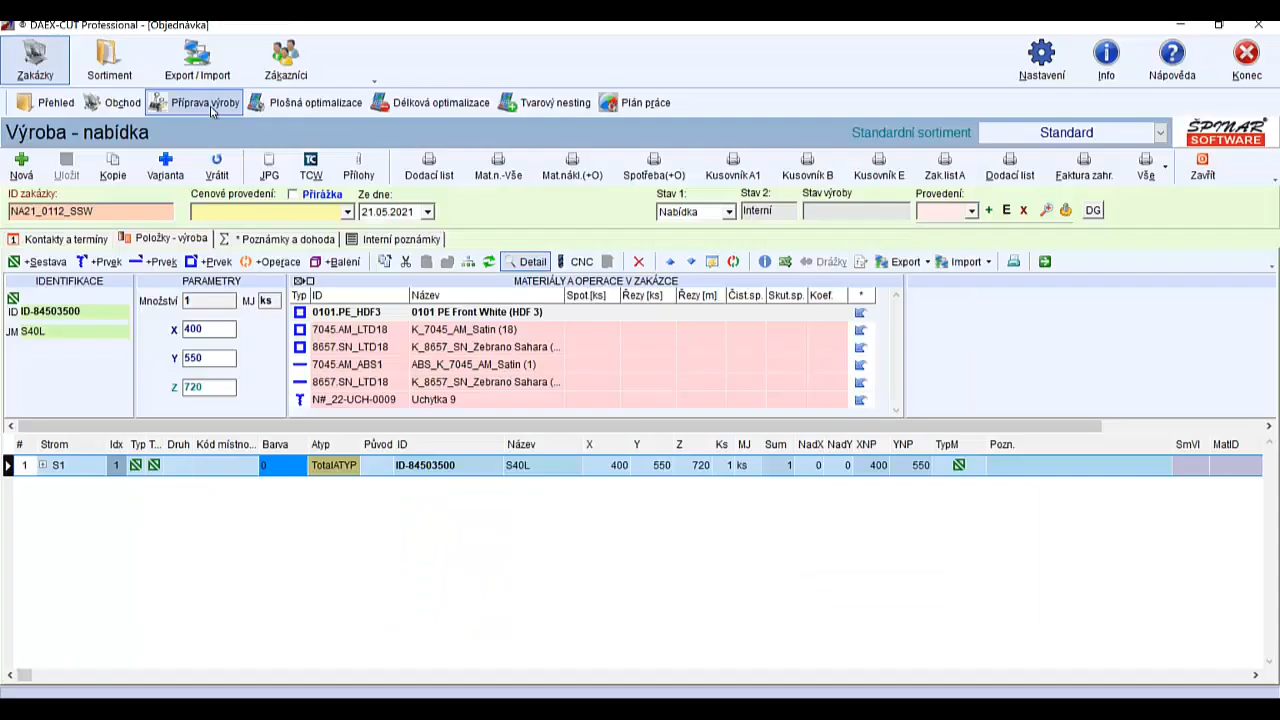 ® DAEX-CUT Professional - [Objednávka]
Zakázky Sortiment Export / Import Zákazníci Nastavení Info Nápověda Konec
Přehled Obchod Příprava výroby Plošná optimalizace Délková optimalizace Tvarový nesting Plán práce
Výroba - nabídka Standardní sortiment Standard ŠPINAR SOFTWARE
Nová Uložit Kopie Varianta Vrátit JPG TCW Přílohy Dodací list Mat.n.-Vše Mat.nákl.(+O) Spotřeba(+O) Kusovník A1 Kusovník B Kusovník E Zak.list A Dodací list Faktura zahr. Vše Zavřít
ID zakázky: Cenové provedení: Přirážka Ze dne: Stav 1: Stav 2: Stav výroby Provedení:
NA21_0112_SSW 21.05.2021 Nabídka Interní + E x DG
1 Kontakty a termíny Položky - výroba * Poznámky a dohoda Interní poznámky
+Sestava +Prvek +Prvek +Prvek +Operace +Balení Detail CNC Drážky Export Import
IDENTIFIKACE PARAMETRY MATERIÁLY A OPERACE V ZAKÁZCE
Množství 1 MJ ks Typ ID Název Spot [ks] Řezy [ks] Řezy [m] Čist.sp. Skut.sp. Koef. *
ID ID-84503500 0101.PE_HDF3 0101 PE Front White (HDF 3)
JM S40L X 400 7045.AM_LTD18 K_7045_AM_Satin (18)
8657.SN_LTD18 K_8657_SN_Zebrano Sahara (...
Y 550 7045.AM_ABS1 ABS_K_7045_AM_Satin (1)
Z 720 8657.SN_LTD18 K_8657_SN_Zebrano Sahara (...
N#_22-UCH-0009 Uchytka 9
# Strom Idx Typ T... Druh Kód místno... Barva Atyp Původ ID Název X Y Z Ks MJ Sum NadX NadY XNP YNP TypM Pozn. SmVl MatID
1 S1 1 0 TotalATYP ID-84503500 S40L 400 550 720 1 ks 1 0 0 400 550